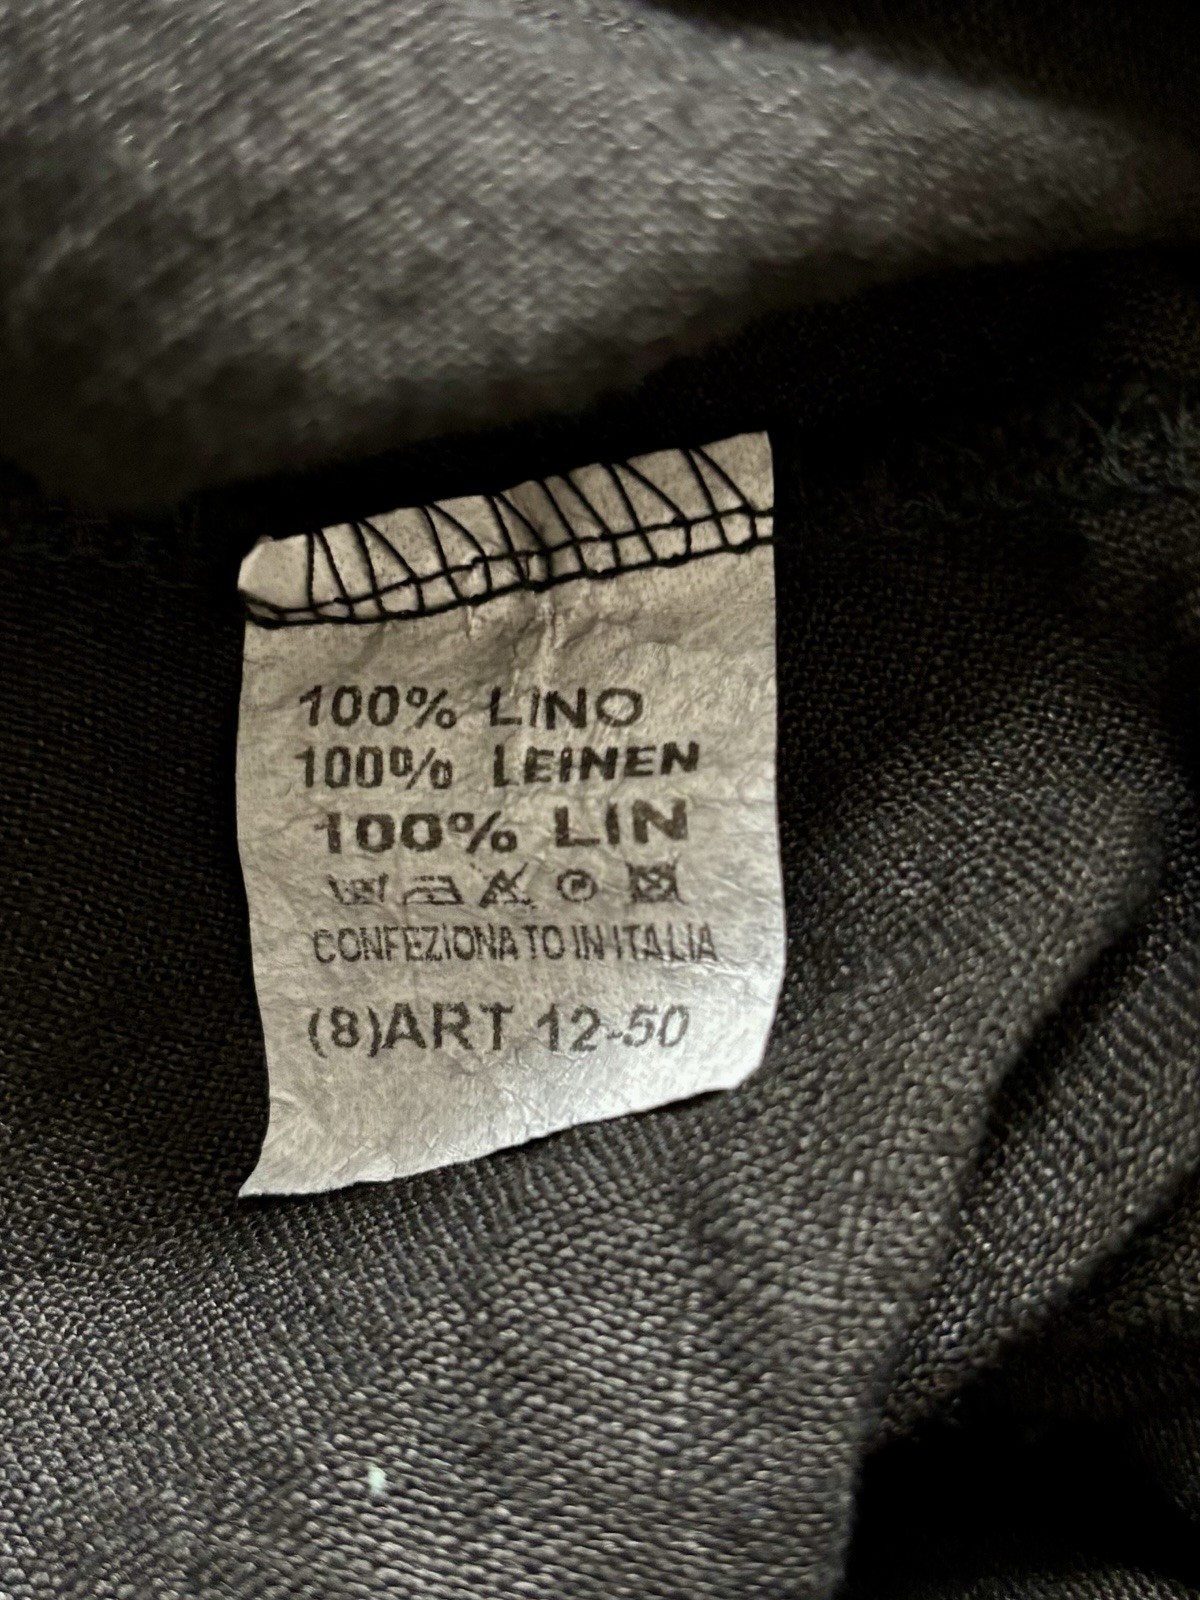 100% LINO
100% LEINEN
100% LIN
CONFEZIONATO IN ITALIA
(8)ART 12-50